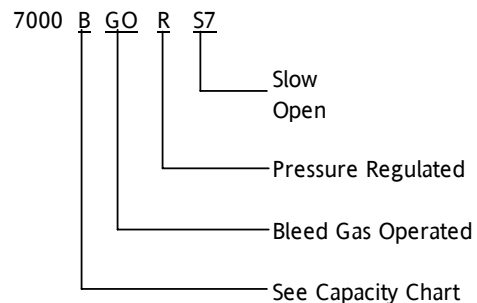 7000 B GO R S7
Slow
Open
Pressure Regulated
Bleed Gas Operated
See Capacity Chart